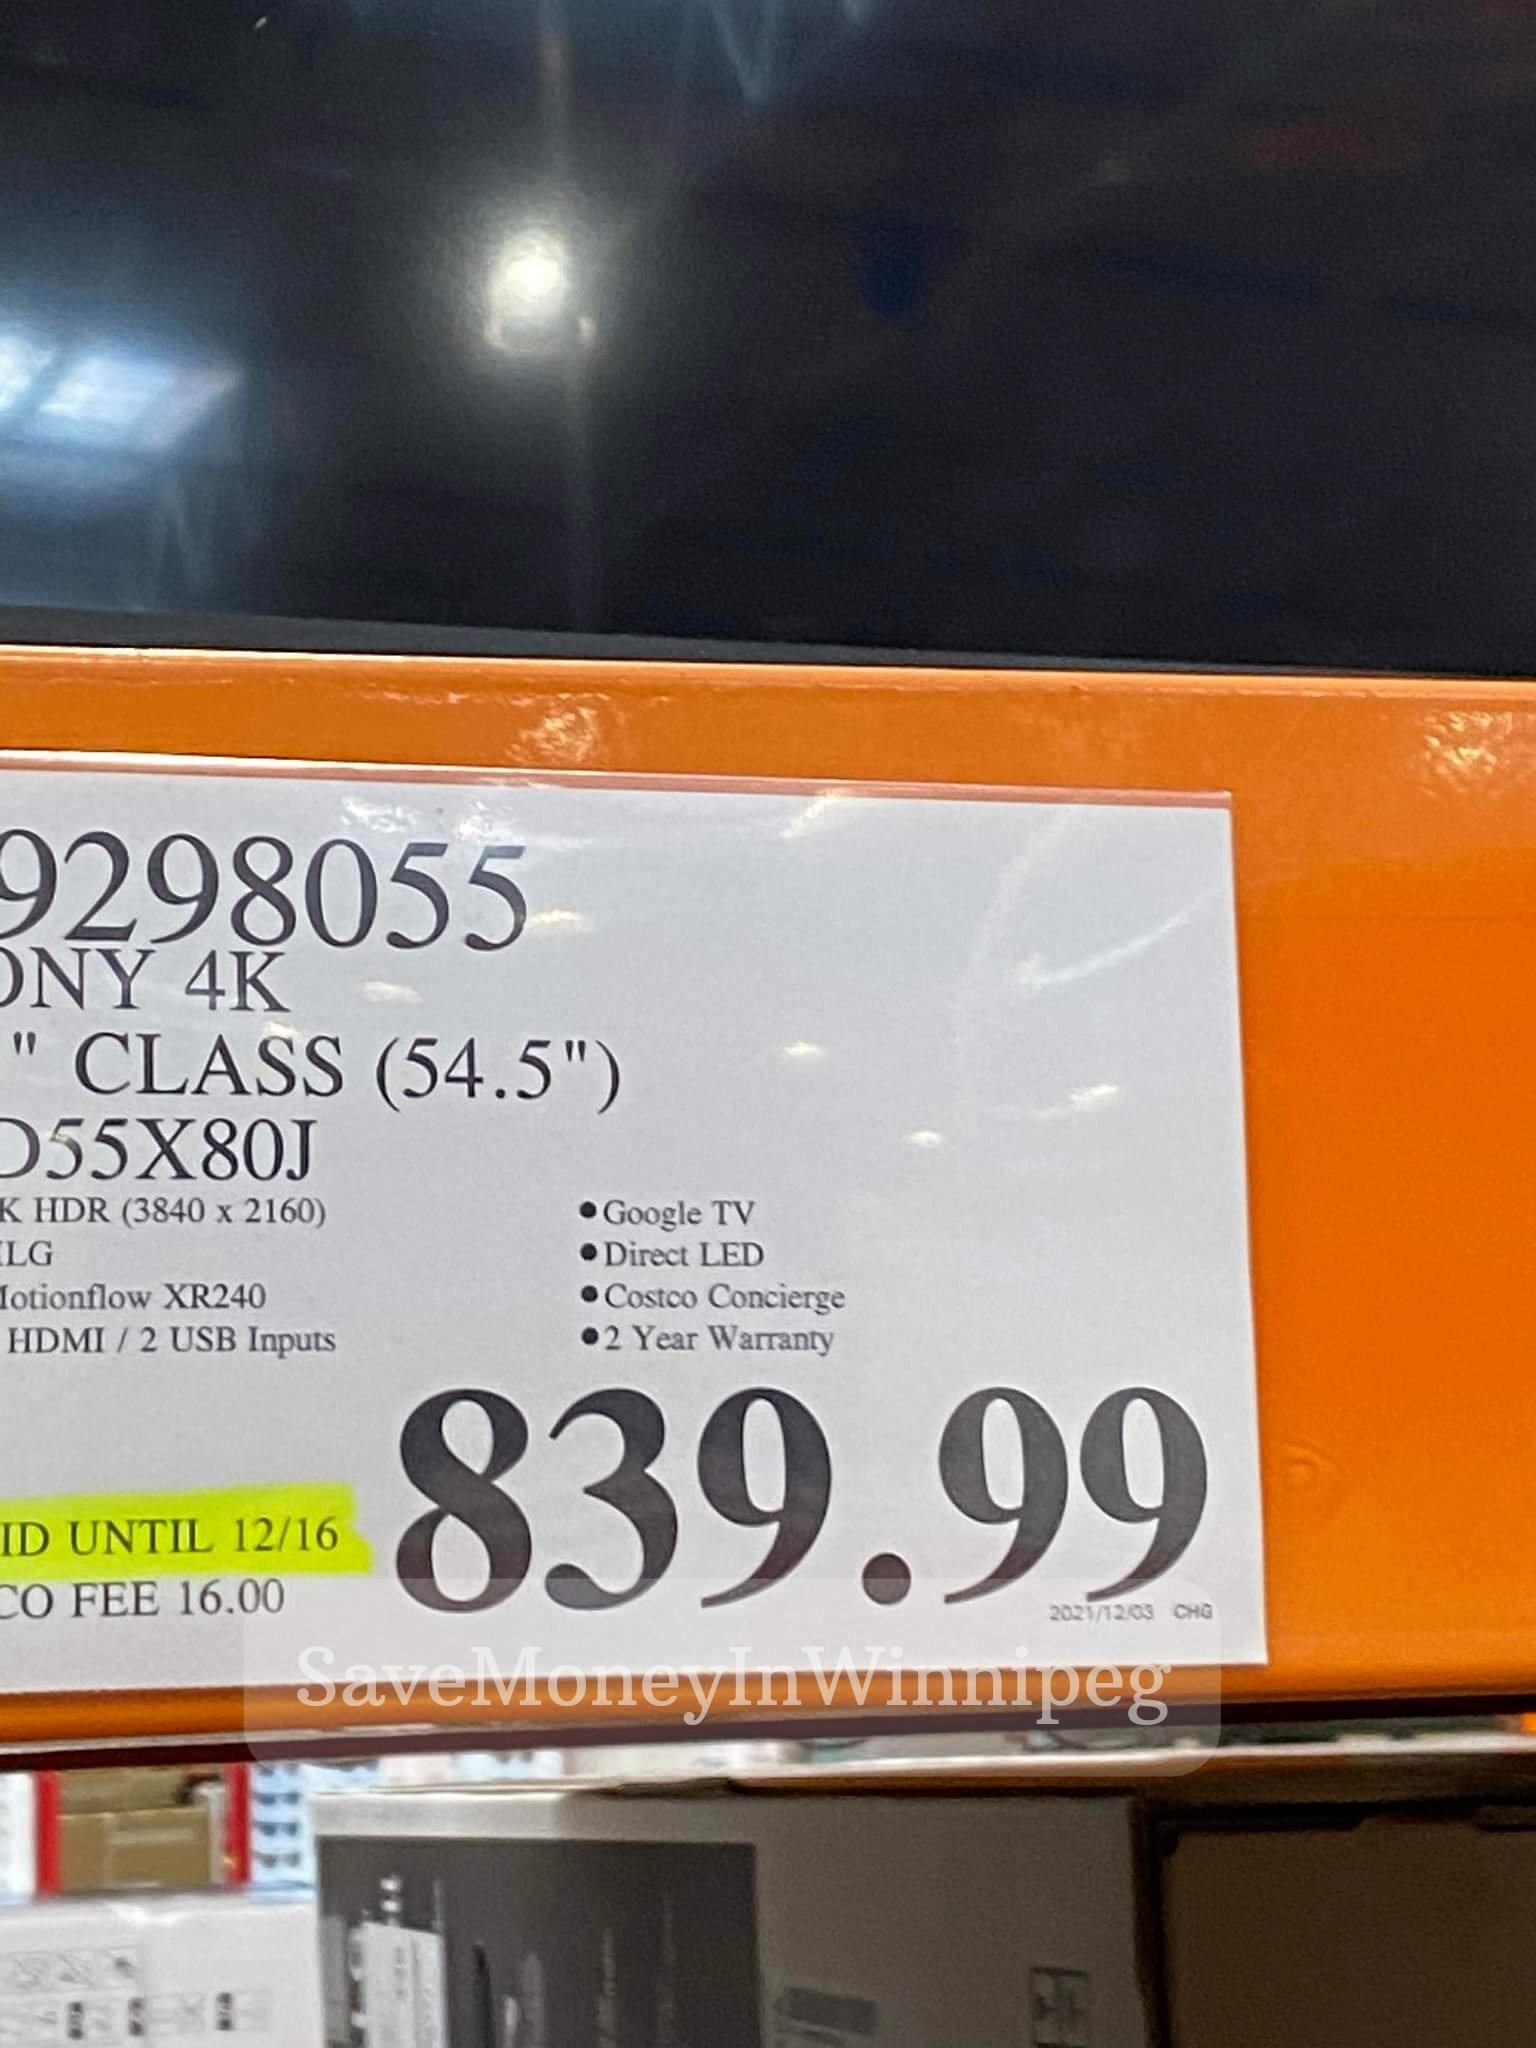 9298055
ONY 4K
" CLASS (54.5")
D55X80J
K HDR (3840 x 2160)
LG
otionflow XR240
HDMI / 2 USB Inputs
●Google TV
●Direct LED
●Costco Concierge
●2 Year Warranty
839.99
ID UNTIL 12/16
CO FEE 16.00
2021/12/03 CHG
SaveMoneyInWinnipeg